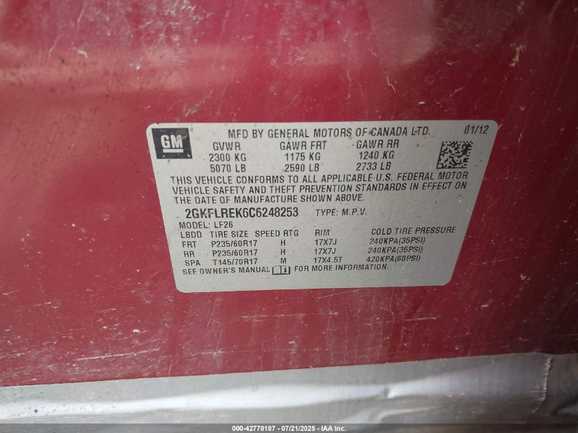 GM
MFD BY GENERAL MOTORS OF CANADA LTD. 01/12
GVWR GAWR FRT GAWR RR
2300 KG 1175 KG 1240 KG
5070 LB 2590 LB 2733 LB
THIS VEHICLE CONFORMS TO ALL APPLICABLE U.S. FEDERAL MOTOR
VEHICLE SAFETY AND THEFT PREVENTION STANDARDS IN EFFECT ON
THE DATE OF MANUFACTURE SHOWN ABOVE.
2GKFLREK6C6248253 TYPE: M.P.V.
MODEL: LF26
LBDD TIRE SIZE SPEED RTG RIM COLD TIRE PRESSURE
FRT P235/60R17 H 17X7J 240KPA(35PSI)
RR P235/60R17 H 17X7J 240KPA(35PSI)
SPA T145/70R17 M 17X4.5T 420KPA(60PSI)
SEE OWNER'S MANUAL
000-42778187 / 07/21/2025 - © IAA Inc.